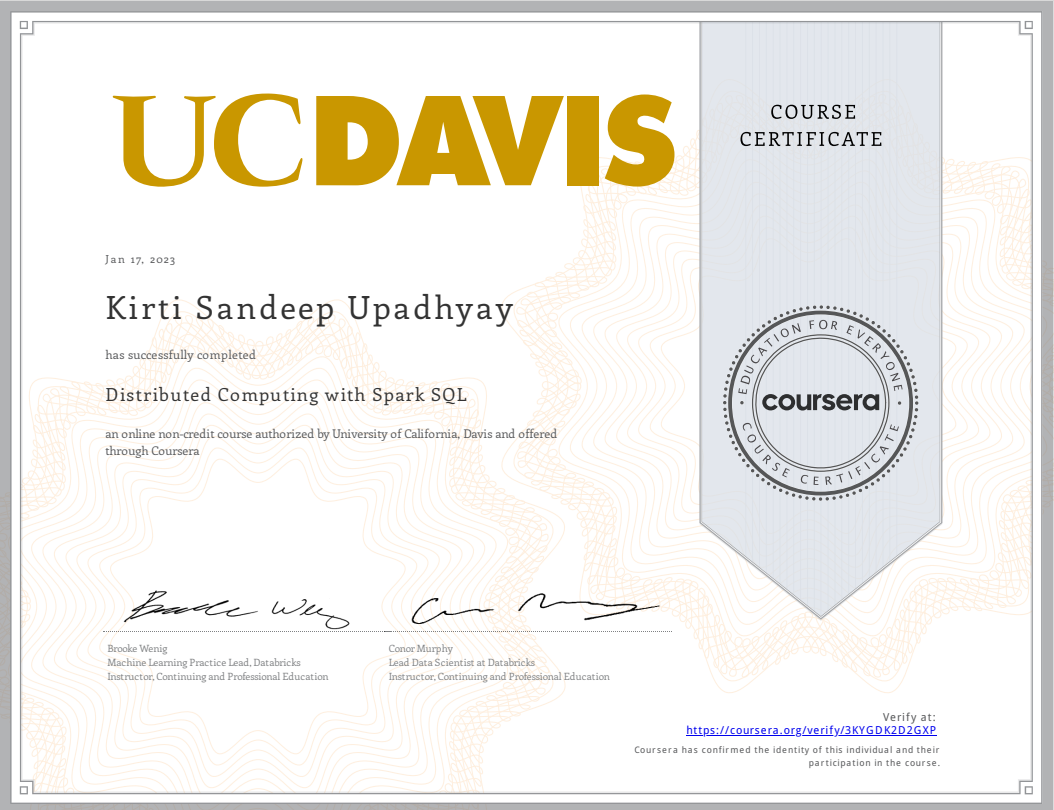 UCDAVIS
COURSE
CERTIFICATE
Jan 17, 2023
Kirti Sandeep Upadhyay
has successfully completed
Distributed Computing with Spark SQL
an online non-credit course authorized by University of California, Davis and offered
through Coursera
EDUCATION FOR EVERYONE
coursera
COURSE CERTIFICATE
Brooke Wenig
Machine Learning Practice Lead, Databricks
Instructor, Continuing and Professional Education
Conor Murphy
Lead Data Scientist at Databricks
Instructor, Continuing and Professional Education
Verify at:
https://coursera.org/verify/3KYGDK2D2GXP
Coursera has confirmed the identity of this individual and their
participation in the course.